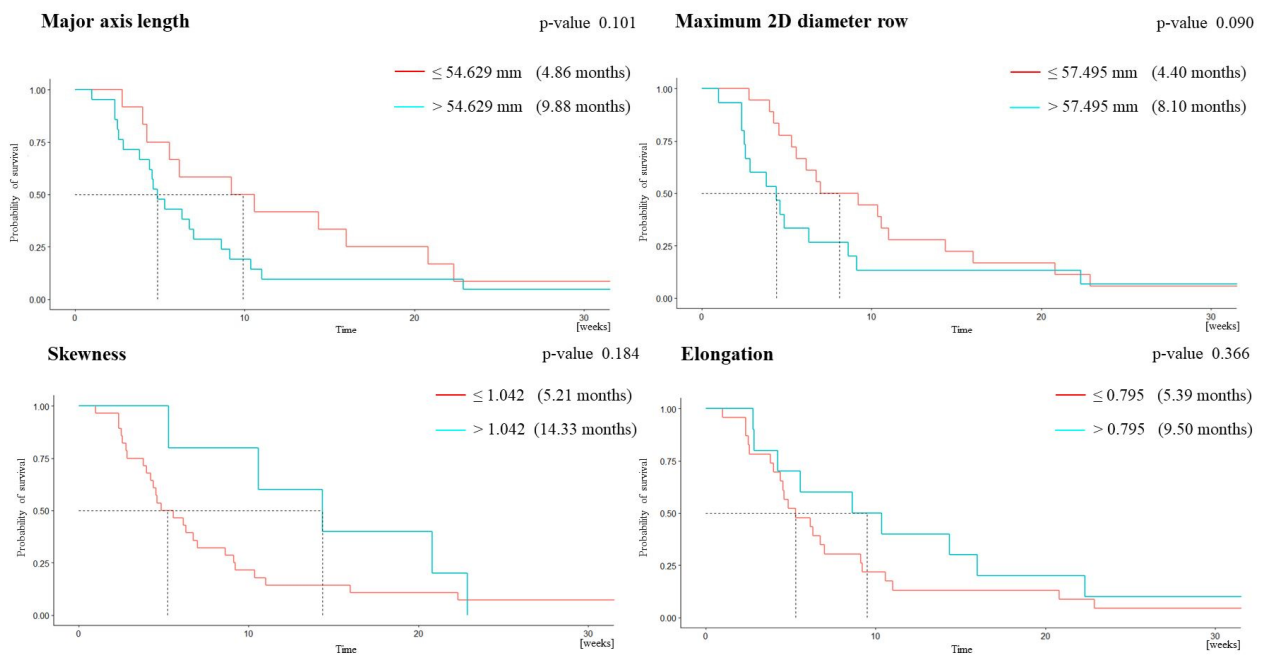 Major axis length
p-value 0.101
≤ 54.629 mm (4.86 months)
> 54.629 mm (9.88 months)
Probability of survival
1.00
0.75
0.50
0.25
0.00
0
10
20
30
Time
[weeks]
Maximum 2D diameter row
p-value 0.090
≤ 57.495 mm (4.40 months)
> 57.495 mm (8.10 months)
Probability of survival
1.00
0.75
0.50
0.25
0.00
0
10
20
30
Time
[weeks]
Skewness
p-value 0.184
≤ 1.042 (5.21 months)
> 1.042 (14.33 months)
Probability of survival
1.00
0.75
0.50
0.25
0.00
0
10
20
30
Time
[weeks]
Elongation
p-value 0.366
≤ 0.795 (5.39 months)
> 0.795 (9.50 months)
Probability of survival
1.00
0.75
0.50
0.25
0.00
0
10
20
30
Time
[weeks]